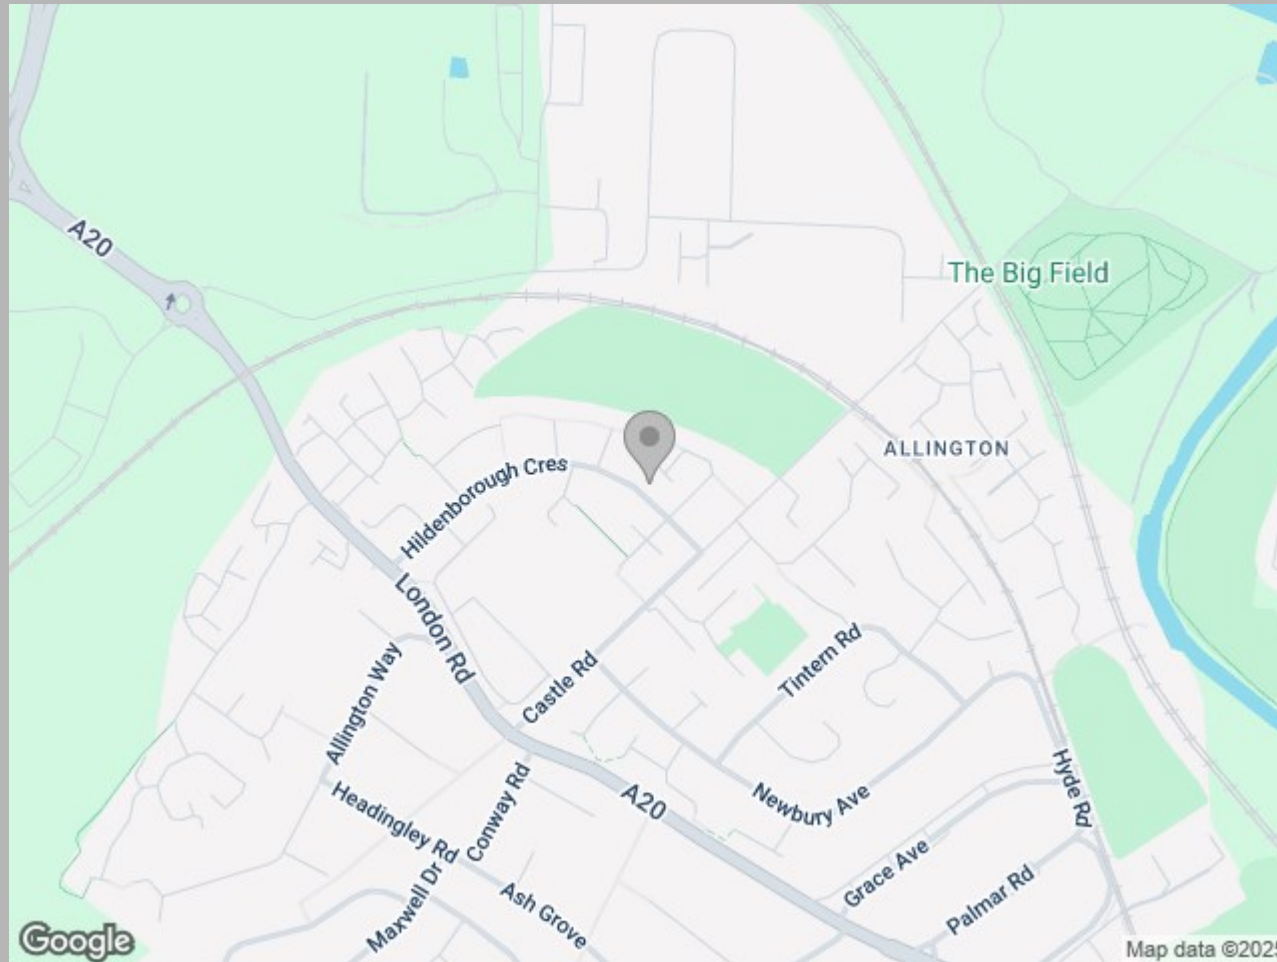 A20
The Big Field
ALLINGTON
Hildenborough Cres
London Rd
Allington Way
Castle Rd
Tintern Rd
Hyde Rd
Newbury Ave
A20
Headingley Rd
Conway Rd
Maxwell Dr
Ash Grove
Grace Ave
Palmar Rd
Google
Map data ©2025